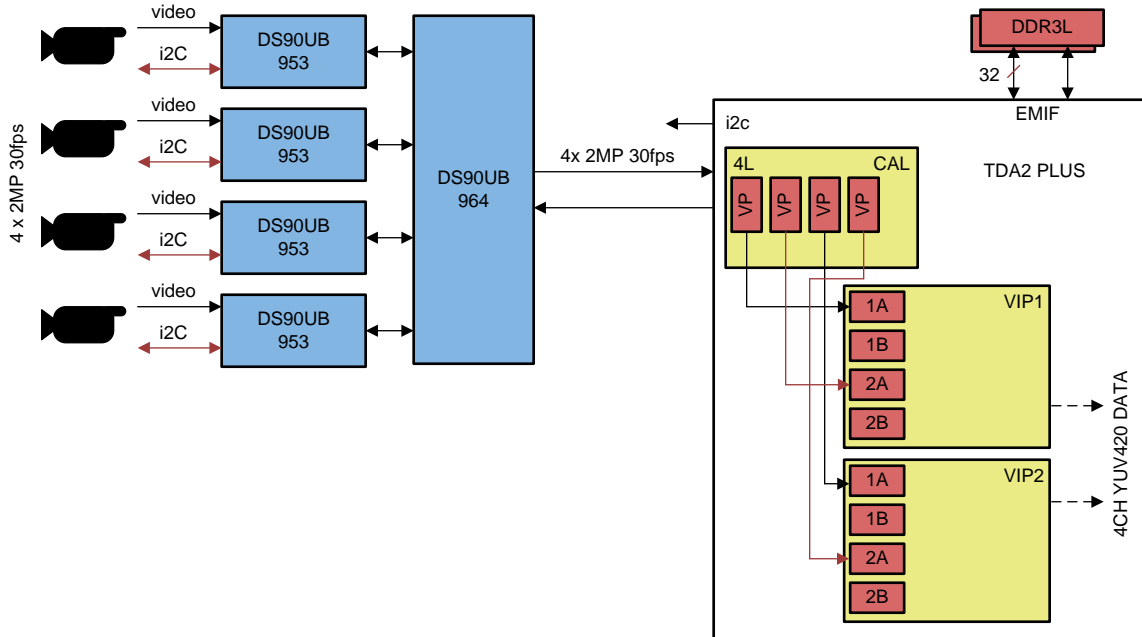 4 x 2MP 30fps
video
i2C
DS90UB
953
video
i2C
DS90UB
953
video
i2C
DS90UB
953
video
i2C
DS90UB
953
DS90UB
964
4x 2MP 30fps
DDR3L
32
EMIF
i2c
TDA2 PLUS
4L
CAL
VP
VP
VP
VP
VIP1
1A
1B
2A
2B
VIP2
1A
1B
2A
2B
4CH YUV420 DATA